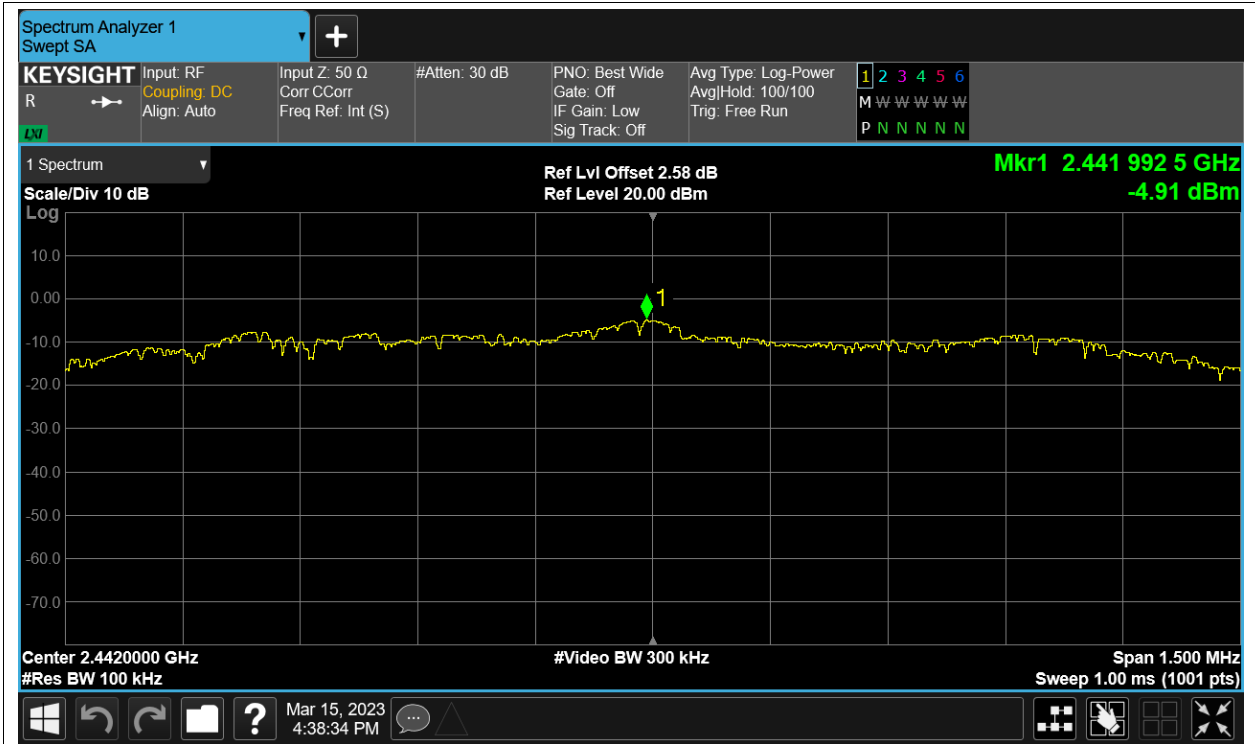 Spectrum Analyzer 1
Swept SA
+
KEYSIGHT
R
LXI
Input: RF
Coupling: DC
Align: Auto
Input Z: 50 Ω
Corr CCorr
Freq Ref: Int (S)
#Atten: 30 dB
PNO: Best Wide
Gate: Off
IF Gain: Low
Sig Track: Off
Avg Type: Log-Power
Avg|Hold: 100/100
Trig: Free Run
1 2 3 4 5 6
M W W W W W
P N N N N N
1 Spectrum
Scale/Div 10 dB
Ref Lvl Offset 2.58 dB
Ref Level 20.00 dBm
Mkr1 2.441 992 5 GHz
-4.91 dBm
Log
10.0
0.00
-10.0
-20.0
-30.0
-40.0
-50.0
-60.0
-70.0
1
Center 2.4420000 GHz
#Res BW 100 kHz
#Video BW 300 kHz
Span 1.500 MHz
Sweep 1.00 ms (1001 pts)
?
Mar 15, 2023
4:38:34 PM